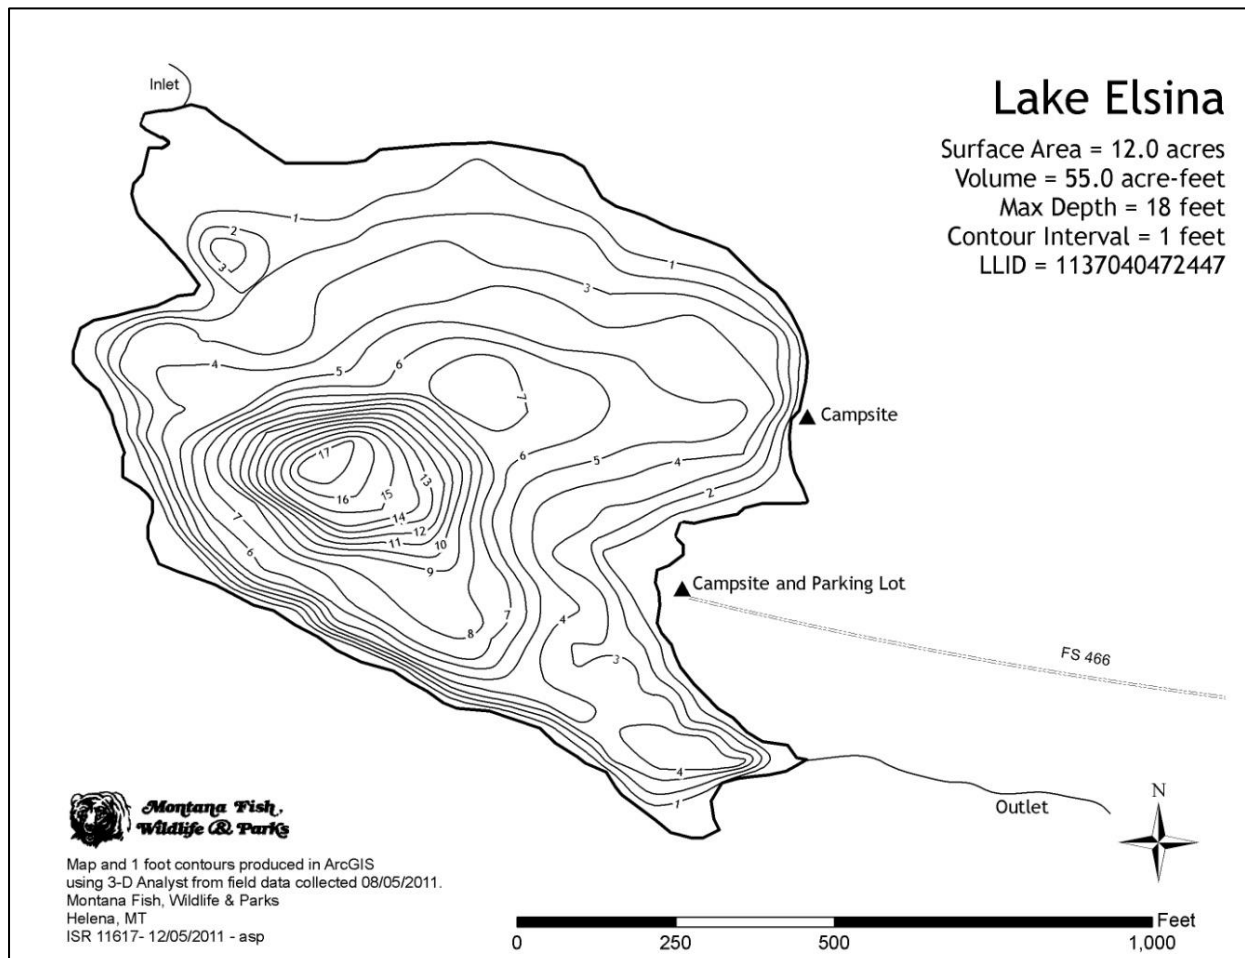 Inlet
Lake Elsina
Surface Area = 12.0 acres
Volume = 55.0 acre-feet
Max Depth = 18 feet
Contour Interval = 1 feet
LLID = 1137040472447
1
2
3
1
3
4
5
6
7
Campsite
6
5
4
2
17
16
15
13
14
12
11
10
9
7
6
8
7
4
3
4
1
Campsite and Parking Lot
FS 466
Outlet
N
Montana Fish,
Wildlife & Parks
Map and 1 foot contours produced in ArcGIS
using 3-D Analyst from field data collected 08/05/2011.
Montana Fish, Wildlife & Parks
Helena, MT
ISR 11617- 12/05/2011 - asp
Feet
0 250 500 1,000